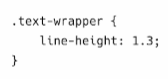 .text-wrapper {
    line-height: 1.3;
}